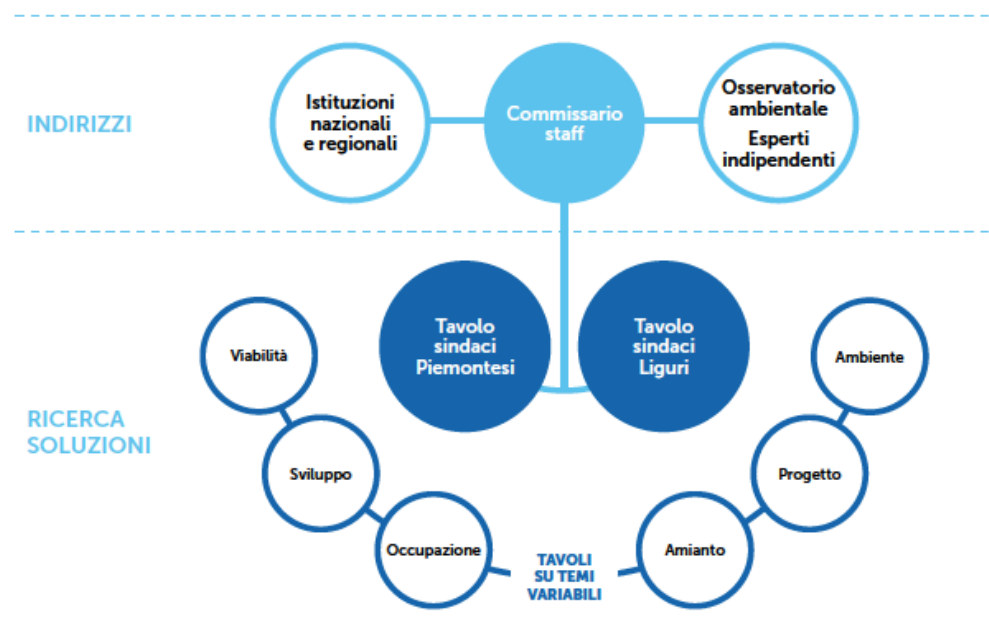 INDIRIZZI
Istituzioni
nazionali
e regionali
Commissario
staff
Osservatorio
ambientale
Esperti
indipendenti
RICERCA
SOLUZIONI
Tavolo
sindaci
Piemontesi
Tavolo
sindaci
Liguri
Viabilità
Sviluppo
Occupazione
TAVOLI
SU TEMI
VARIABILI
Amianto
Progetto
Ambiente